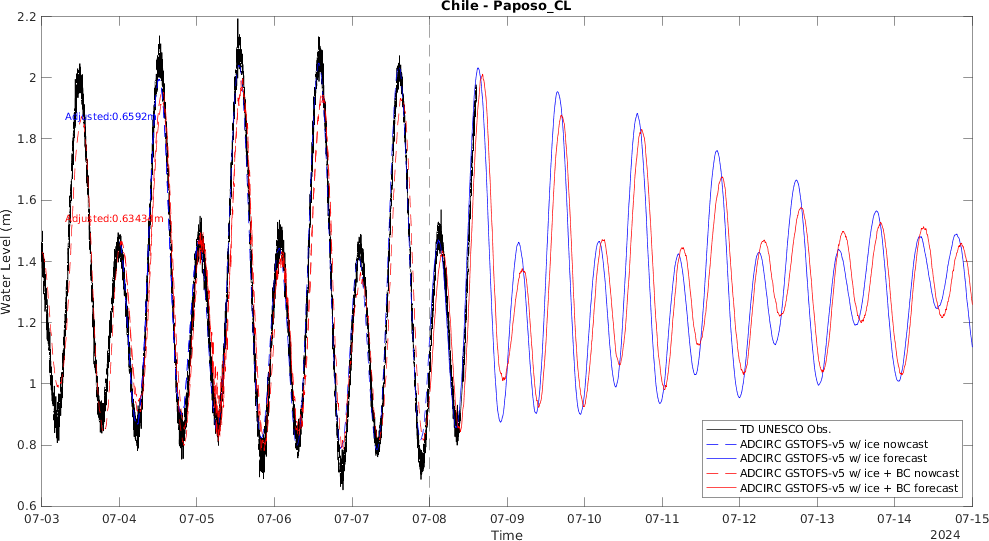 Chile - Paposo_CL
2.2
2
1.8
1.6
1.4
1.2
1
0.8
0.6
Water Level (m)
Adjusted:0.6592m
Adjusted:0.63434m
TD UNESCO Obs.
ADCIRC GSTOFS-v5 w/ ice nowcast
ADCIRC GSTOFS-v5 w/ ice forecast
ADCIRC GSTOFS-v5 w/ ice + BC nowcast
ADCIRC GSTOFS-v5 w/ ice + BC forecast
07-03 07-04 07-05 07-06 07-07 07-08 07-09 07-10 07-11 07-12 07-13 07-14 07-15
Time
2024